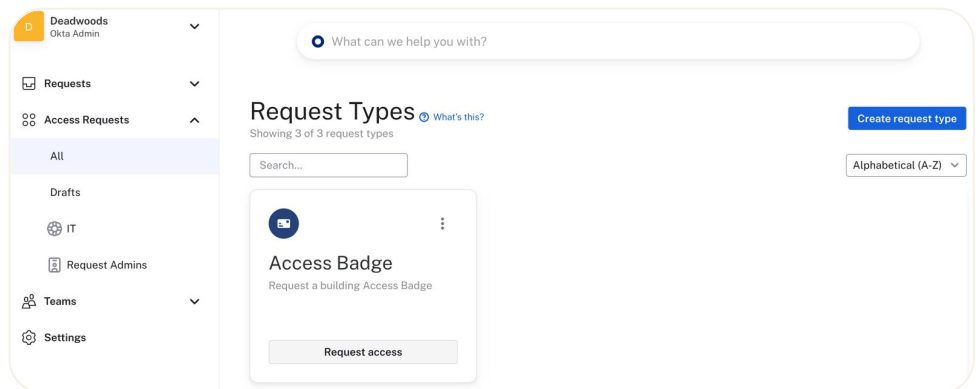 D
Deadwoods
Okta Admin
Requests
Access Requests
All
Drafts
IT
Request Admins
Teams
Settings
What can we help you with?
Request Types
What's this?
Showing 3 of 3 request types
Create request type
Search...
Alphabetical (A-Z)
Access Badge
Request a building Access Badge
Request access